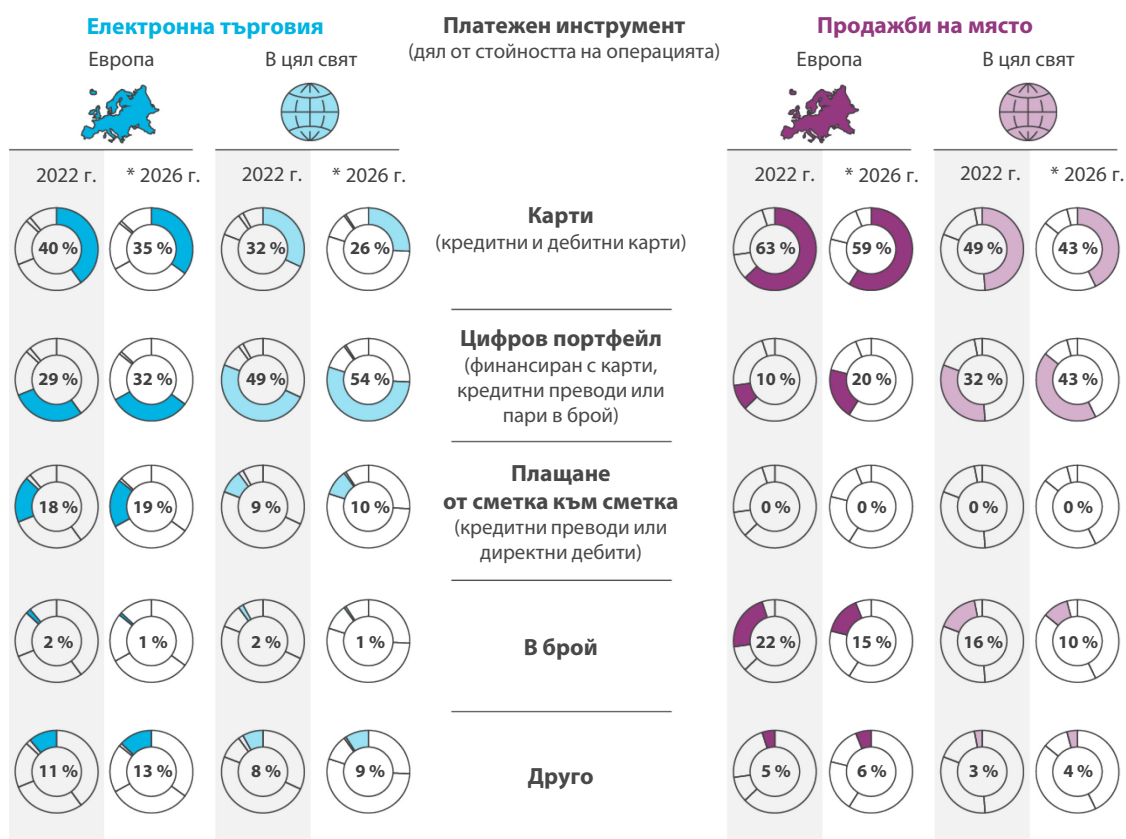 Електронна търговия
Платежен инструмент
(дял от стойността на операцията)
Продажби на място
Европа
В цял свят
Европа
В цял свят
2022 г.
* 2026 г.
2022 г.
* 2026 г.
2022 г.
* 2026 г.
2022 г.
* 2026 г.
40 %
35 %
32 %
26 %
Карти
(кредитни и дебитни карти)
63 %
59 %
49 %
43 %
29 %
32 %
49 %
54 %
Цифров портфейл
(финансиран с карти,
кредитни преводи или
пари в брой)
10 %
20 %
32 %
43 %
18 %
19 %
9 %
10 %
Плащане
от сметка към сметка
(кредитни преводи или
директни дебити)
0 %
0 %
0 %
0 %
2 %
1 %
2 %
1 %
В брой
22 %
15 %
16 %
10 %
11 %
13 %
8 %
9 %
Друго
5 %
6 %
3 %
4 %